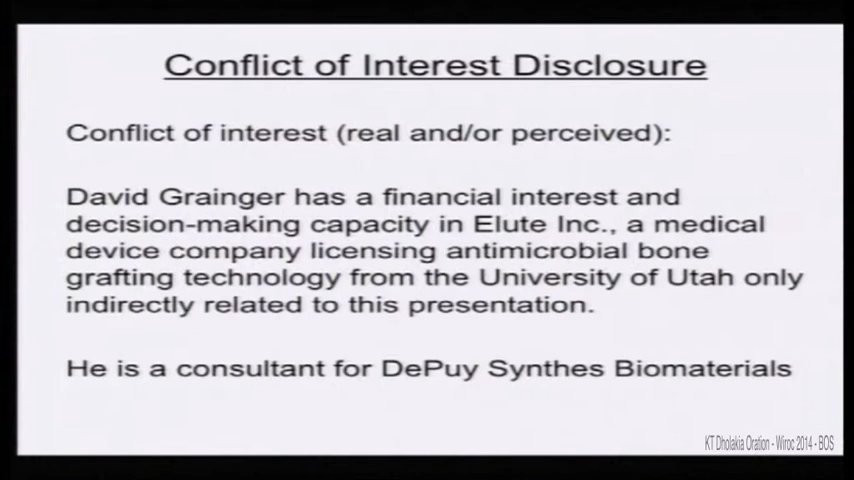 Conflict of Interest Disclosure
Conflict of interest (real and/or perceived):
David Grainger has a financial interest and
decision-making capacity in Elute Inc., a medical
device company licensing antimicrobial bone
grafting technology from the University of Utah only
indirectly related to this presentation.
He is a consultant for DePuy Synthes Biomaterials
KT Dholakia Oration - Wiroc 2014 - BOS